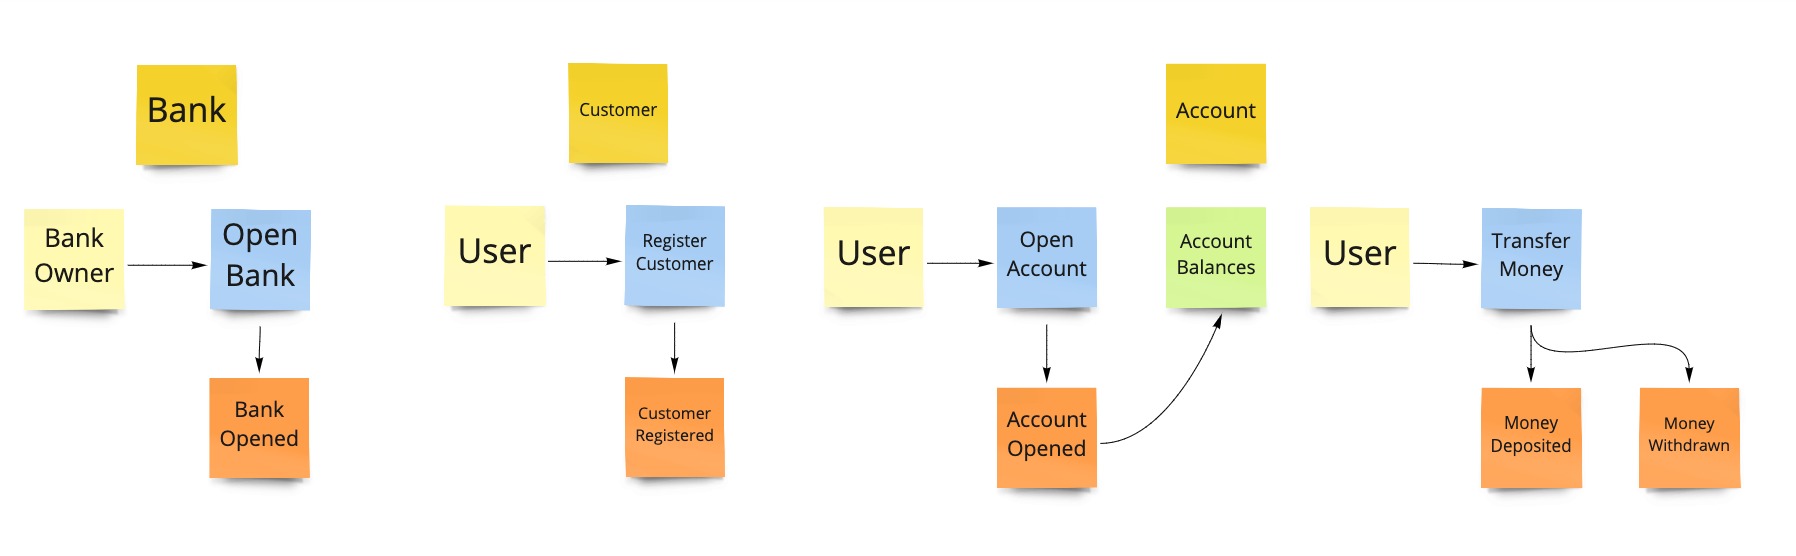 Bank
Customer
Account
Bank
Owner
Open
Bank
User
Register
Customer
User
Open
Account
Account
Balances
User
Transfer
Money
Bank
Opened
Customer
Registered
Account
Opened
Money
Deposited
Money
Withdrawn